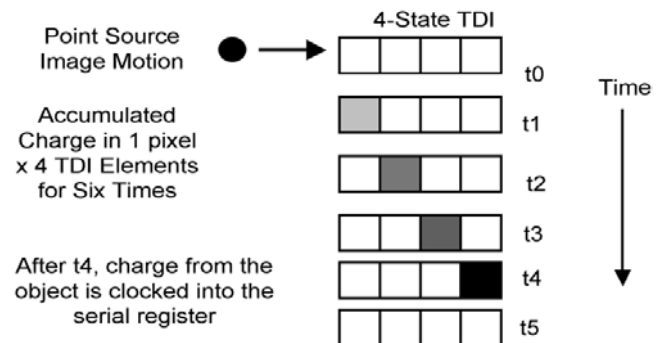 4-State TDI
Point Source
Image Motion
t0
Time
Accumulated
Charge in 1 pixel
x 4 TDI Elements
for Six Times
t1
t2
t3
After t4, charge from the
object is clocked into the
serial register
t4
t5